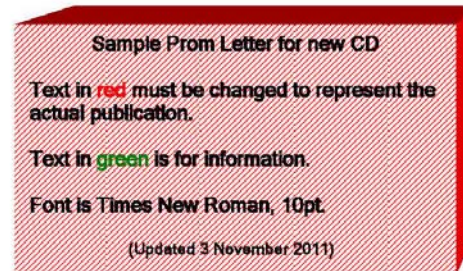 Sample Prom Letter for new CD
Text in red must be changed to represent the
actual publication.
Text in green is for information.
Font is Times New Roman, 10pt.
(Updated 3 November 2011)